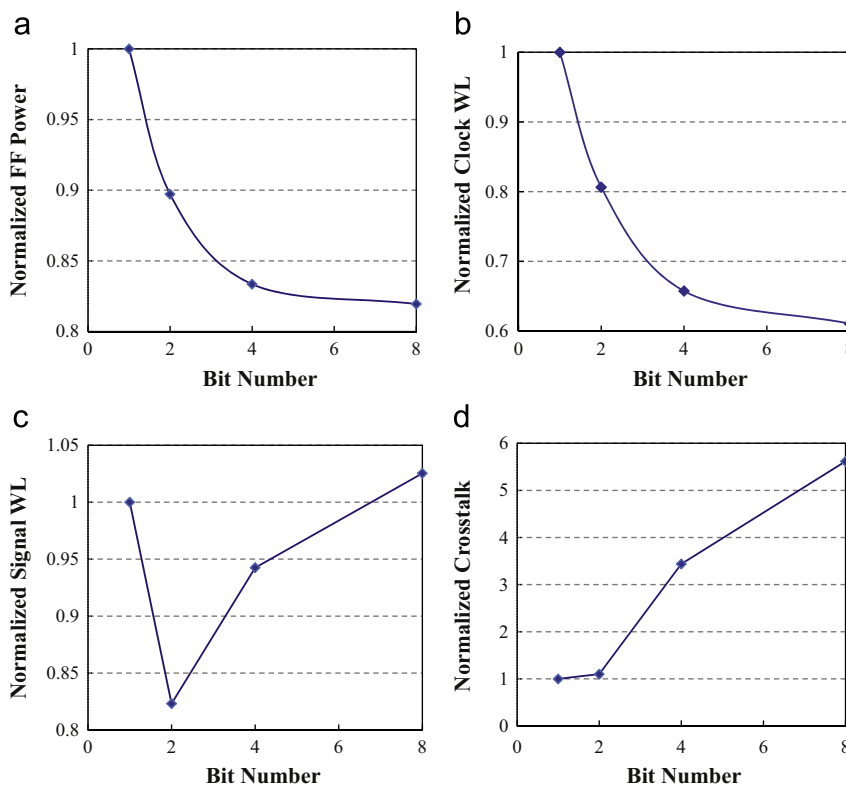 a
Normalized FF Power
1
0.95
0.9
0.85
0.8
0 2 4 6 8
Bit Number
b
Normalized Clock WL
1
0.9
0.8
0.7
0.6
0 2 4 6 8
Bit Number
c
Normalized Signal WL
1.05
1
0.95
0.9
0.85
0.8
0 2 4 6 8
Bit Number
d
Normalized Crosstalk
6
5
4
3
2
1
0
0 2 4 6 8
Bit Number